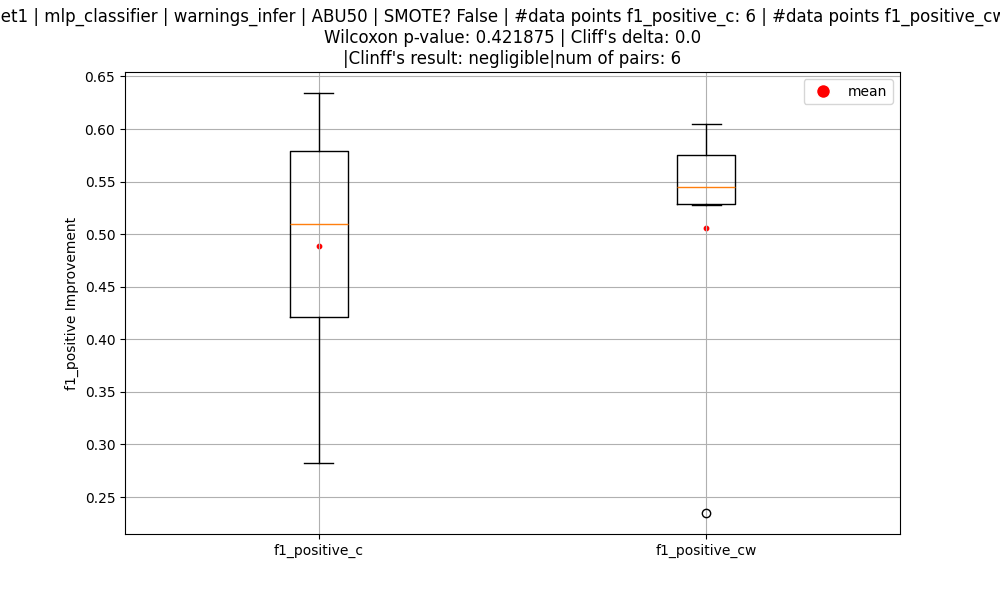 et1 | mlp_classifier | warnings_infer | ABU50 | SMOTE? False | #data points f1_positive_c: 6 | #data points f1_positive_cw
Wilcoxon p-value: 0.421875 | Cliff's delta: 0.0
|Clinff's result: negligible|num of pairs: 6
mean
f1_positive Improvement
0.65
0.60
0.55
0.50
0.45
0.40
0.35
0.30
0.25
f1_positive_c
f1_positive_cw